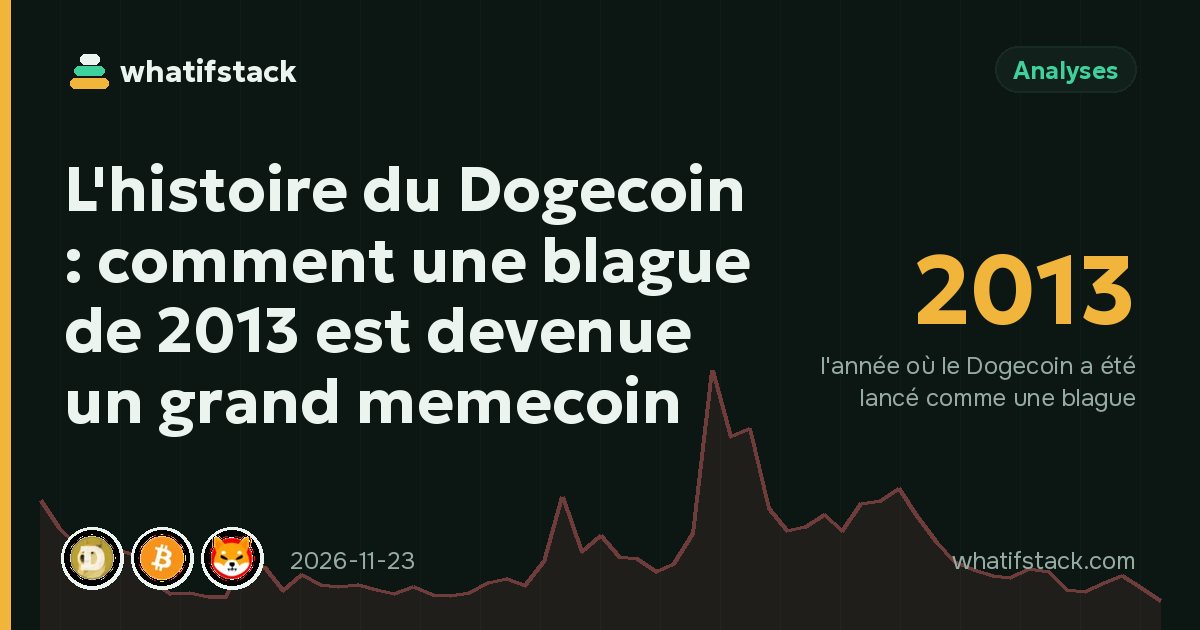 whatifstack
Analyses
L'histoire du Dogecoin
: comment une blague
de 2013 est devenue
un grand memecoin
2013
l'année où le Dogecoin a été
lancé comme une blague
2026-11-23
whatifstack.com